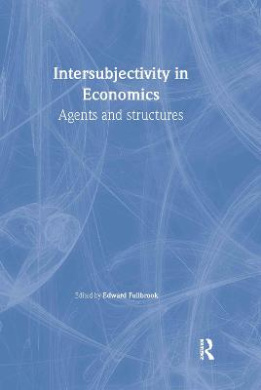 Intersubjectivity in
Economics
Agents and structures
Edited by Edward Fullbrook